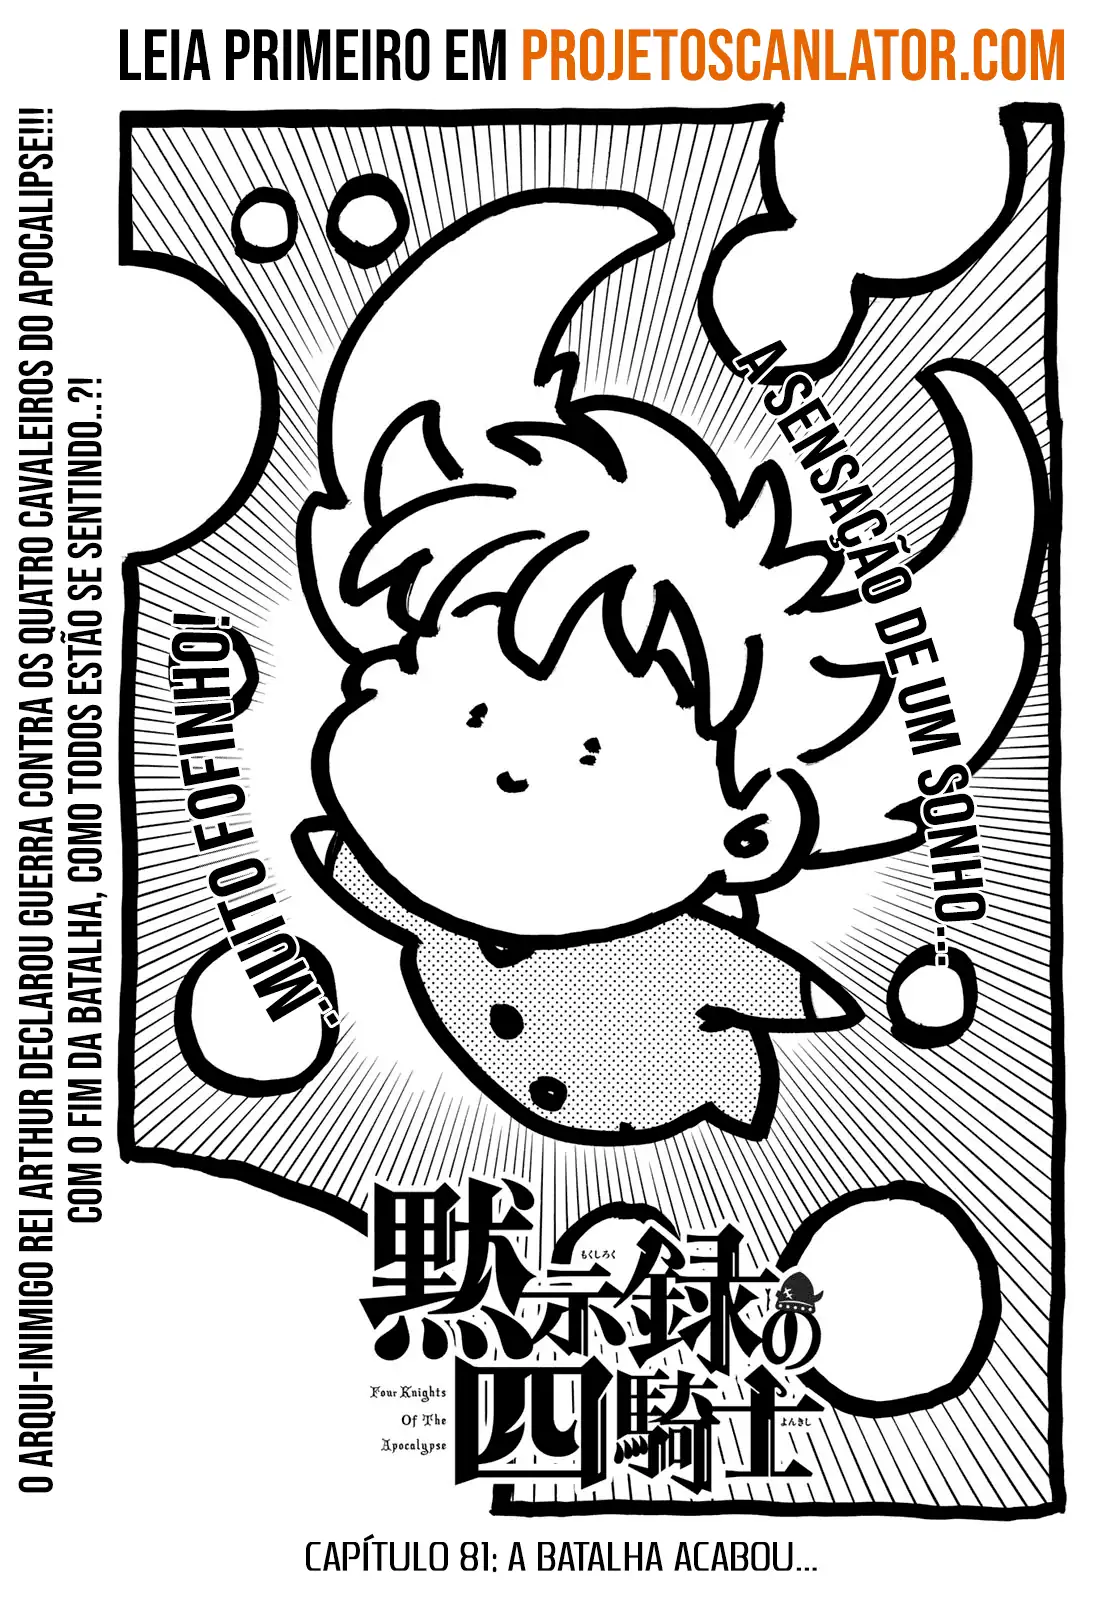 LEIA PRIMEIRO EM PROJETOSCANLATOR.COM
O ARQUI-INIMIGO REI ARTHUR DECLAROU GUERRA CONTRA OS QUATRO CAVALEIROS DO APOCALIPSE!!!
COM O FIM DA BATALHA, COMO TODOS ESTÃO SE SENTINDO..?!
A SENSAÇÃO DE UM SONHO...
MUITO FOFINHO!
...
もくしろく
黙示録の
四騎士
よんきし
Four Knights
Of The
Apocalypse
CAPÍTULO 81: A BATALHA ACABOU...